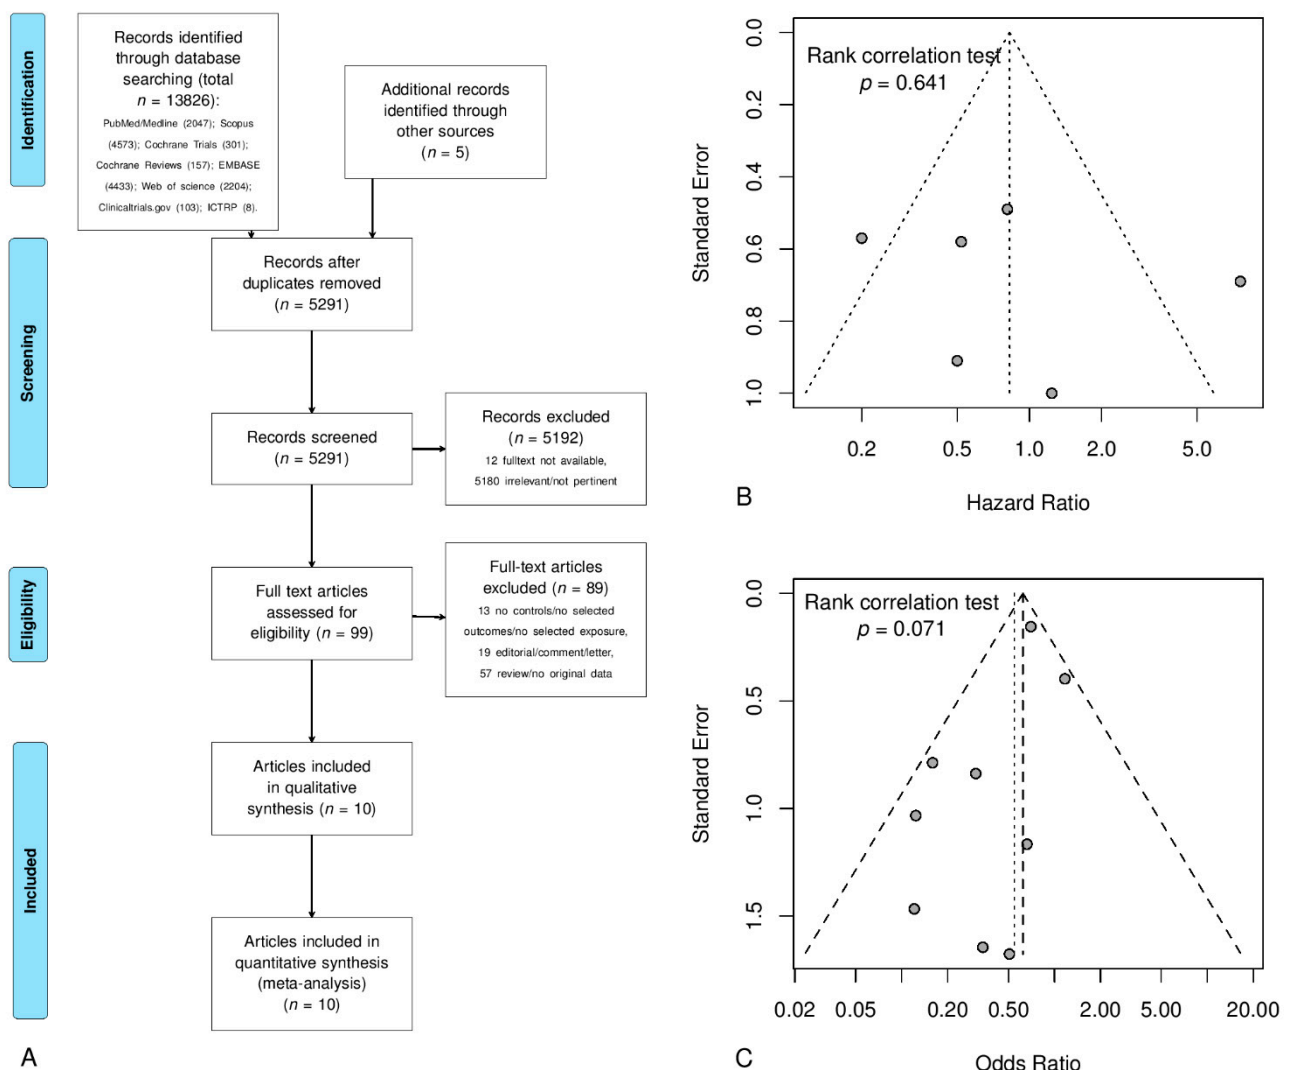 Identification
Records identified
through database
searching (total
n = 13826):
PubMed/Medline (2047); Scopus
(4573); Cochrane Trials (301);
Cochrane Reviews (157); EMBASE
(4433); Web of science (2204);
Clinicaltrials.gov (103); ICTRP (8).
Additional records
identified through
other sources
(n = 5)
Screening
Records after
duplicates removed
(n = 5291)
Records screened
(n = 5291)
Records excluded
(n = 5192)
12 fulltext not available,
5180 irrelevant/not pertinent
Eligibility
Full text articles
assessed for
eligibility (n = 99)
Full-text articles
excluded (n = 89)
13 no controls/no selected
outcomes/no selected exposure,
19 editorial/comment/letter,
57 review/no original data
Included
Articles included
in qualitative
synthesis (n = 10)
Articles included in
quantitative synthesis
(meta-analysis)
(n = 10)
A
Rank correlation test
p = 0.641
Standard Error
0.0
0.2
0.4
0.6
0.8
1.0
0.2 0.5 1.0 2.0 5.0
Hazard Ratio
B
Rank correlation test
p = 0.071
Standard Error
0.0
0.5
1.0
1.5
0.02 0.05 0.20 0.50 2.00 5.00 20.00
Odds Ratio
C